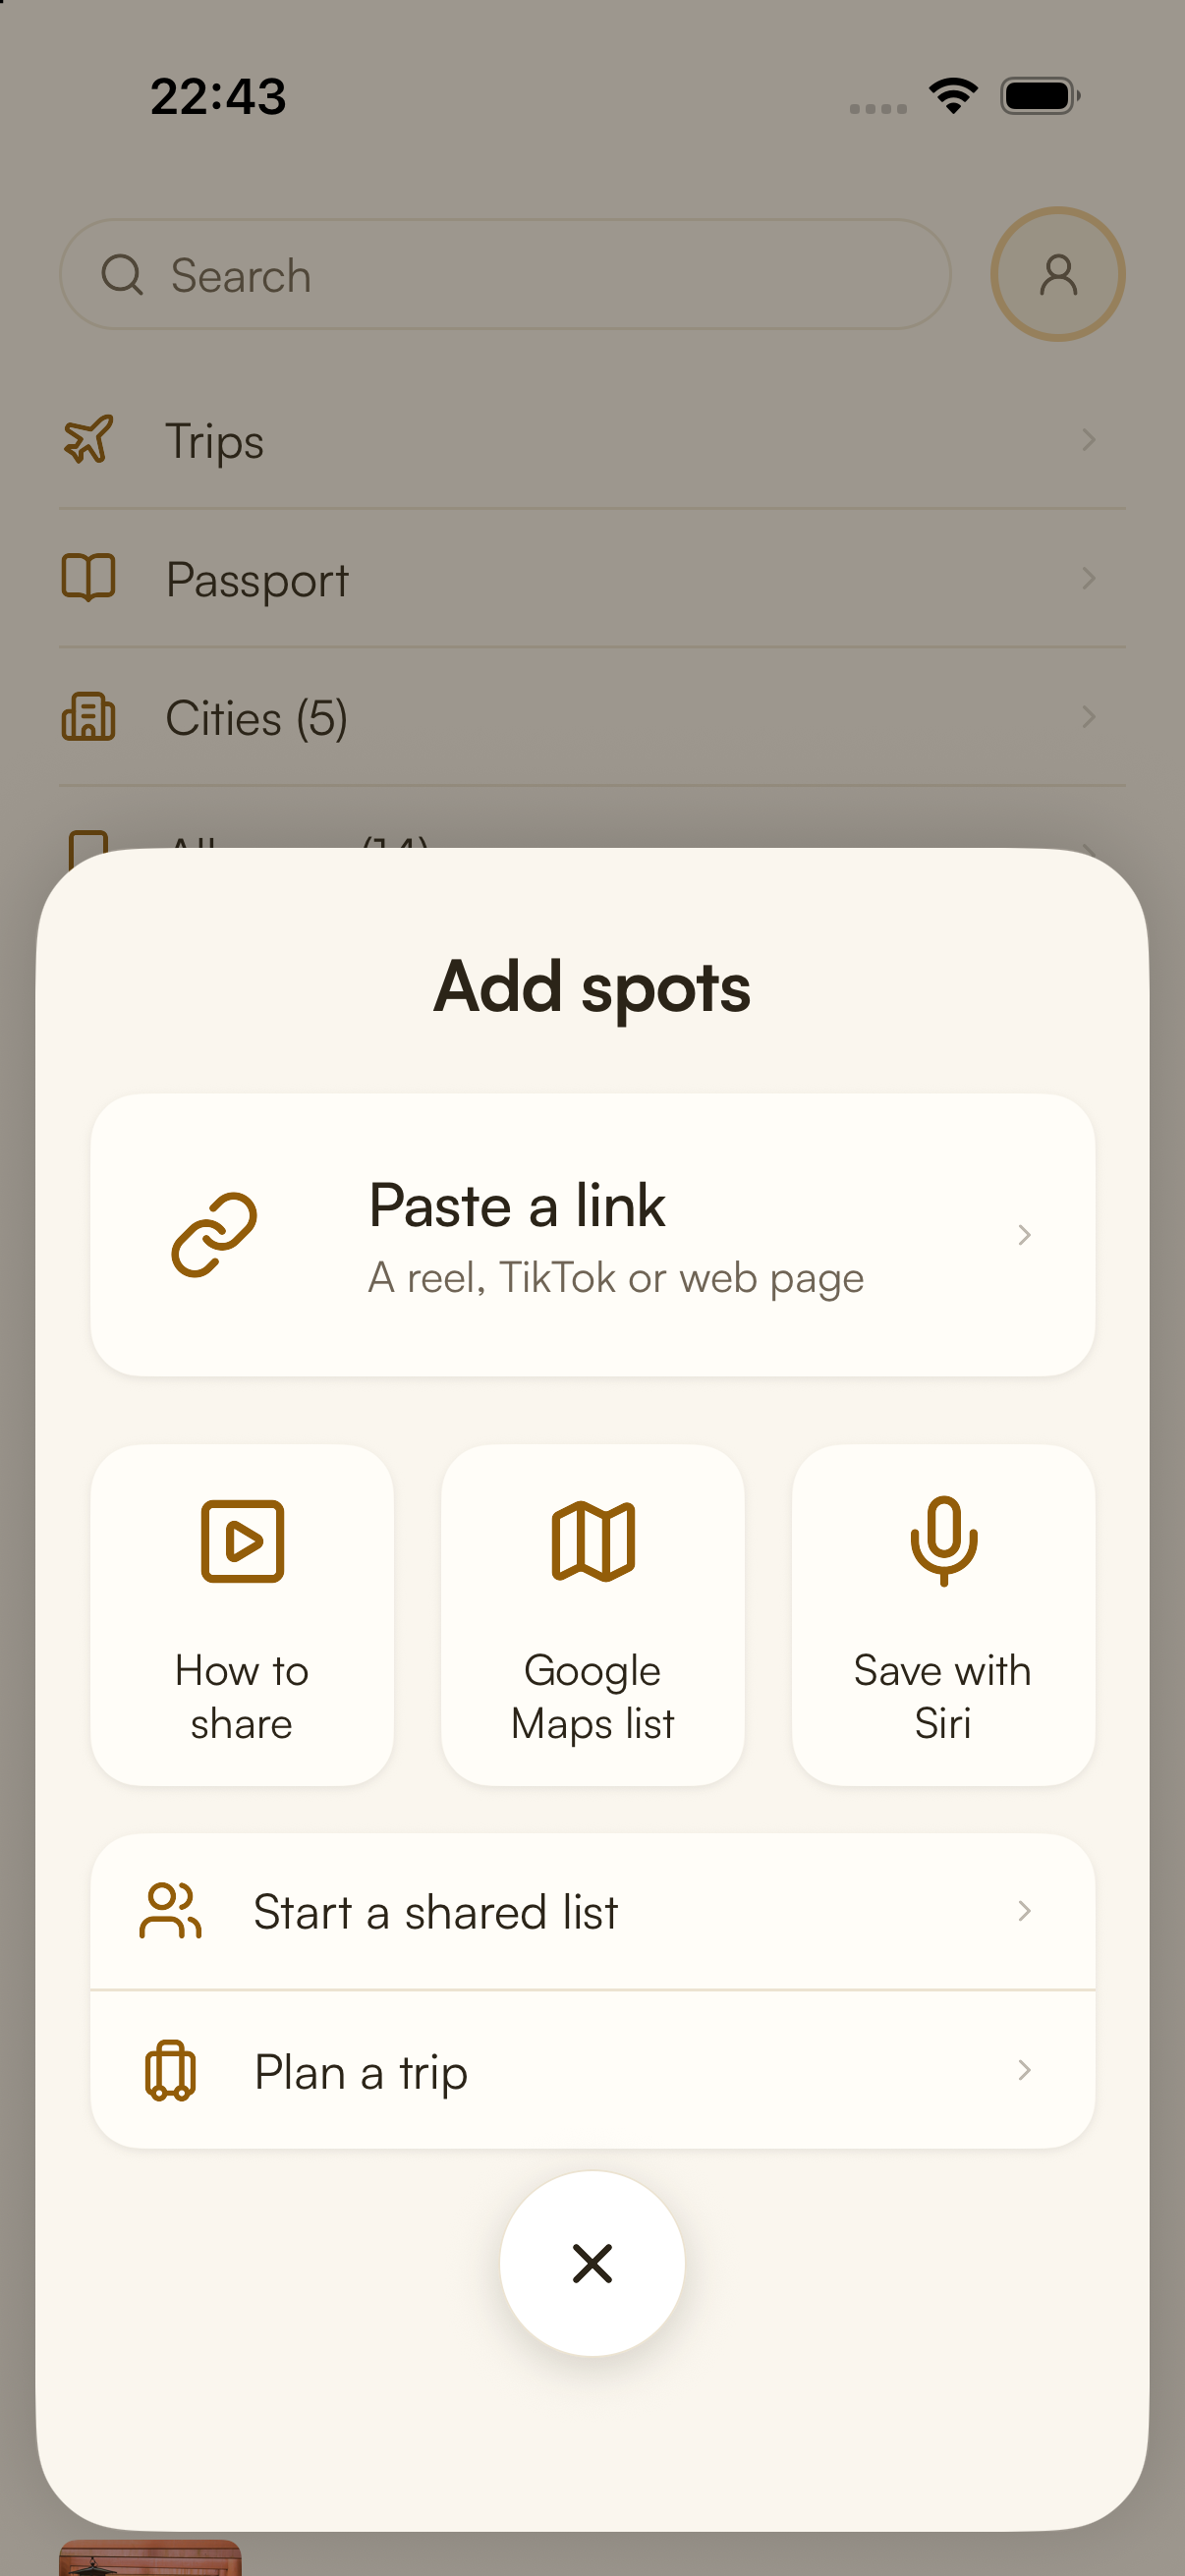 22:43
Search
Trips
Passport
Cities (5)
(14)
Add spots
Paste a link
A reel, TikTok or web page
How to
share
Google
Maps list
Save with
Siri
Start a shared list
Plan a trip